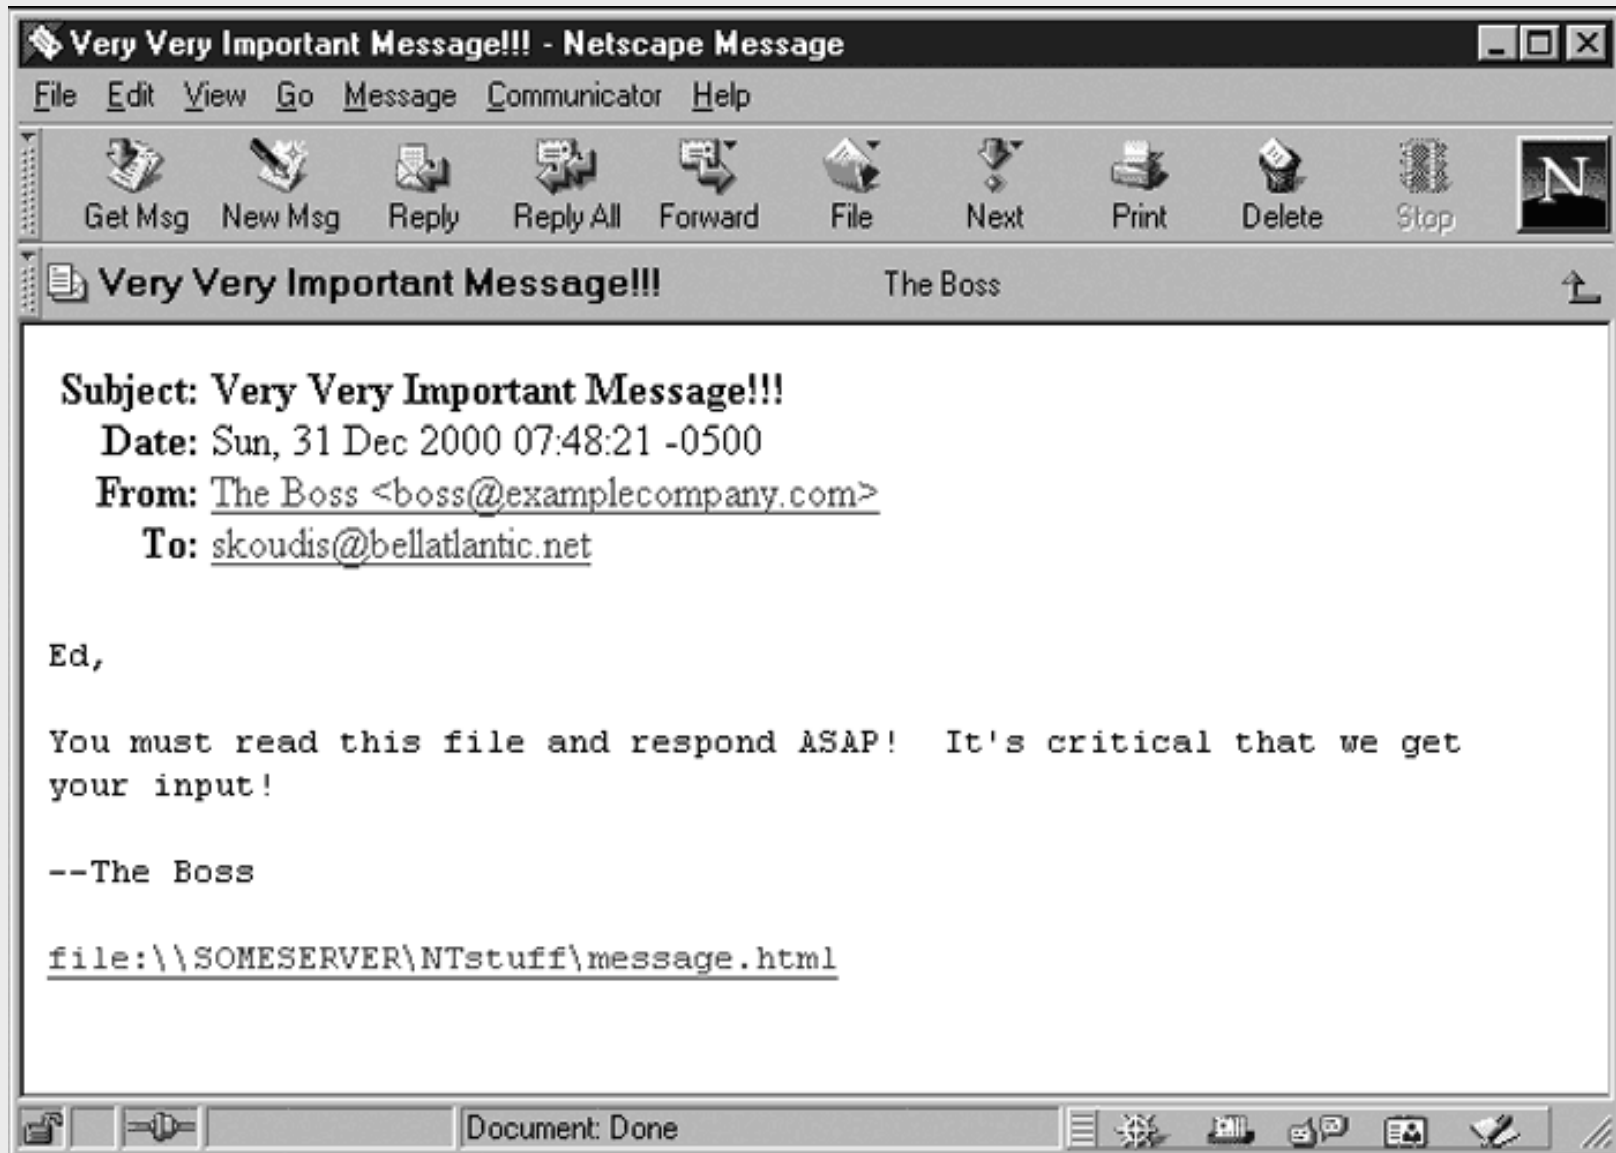 Very Very Important Message!!! - Netscape Message
File Edit View Go Message Communicator Help
Get Msg New Msg Reply Reply All Forward File Next Print Delete Stop
N
Very Very Important Message!!! The Boss
Subject: Very Very Important Message!!!
Date: Sun, 31 Dec 2000 07:48:21 -0500
From: The Boss <boss@examplecompany.com>
To: skoudis@bellatlantic.net
Ed,
You must read this file and respond ASAP! It's critical that we get
your input!
--The Boss
file:\\SOMESERVER\NTstuff\message.html
Document: Done